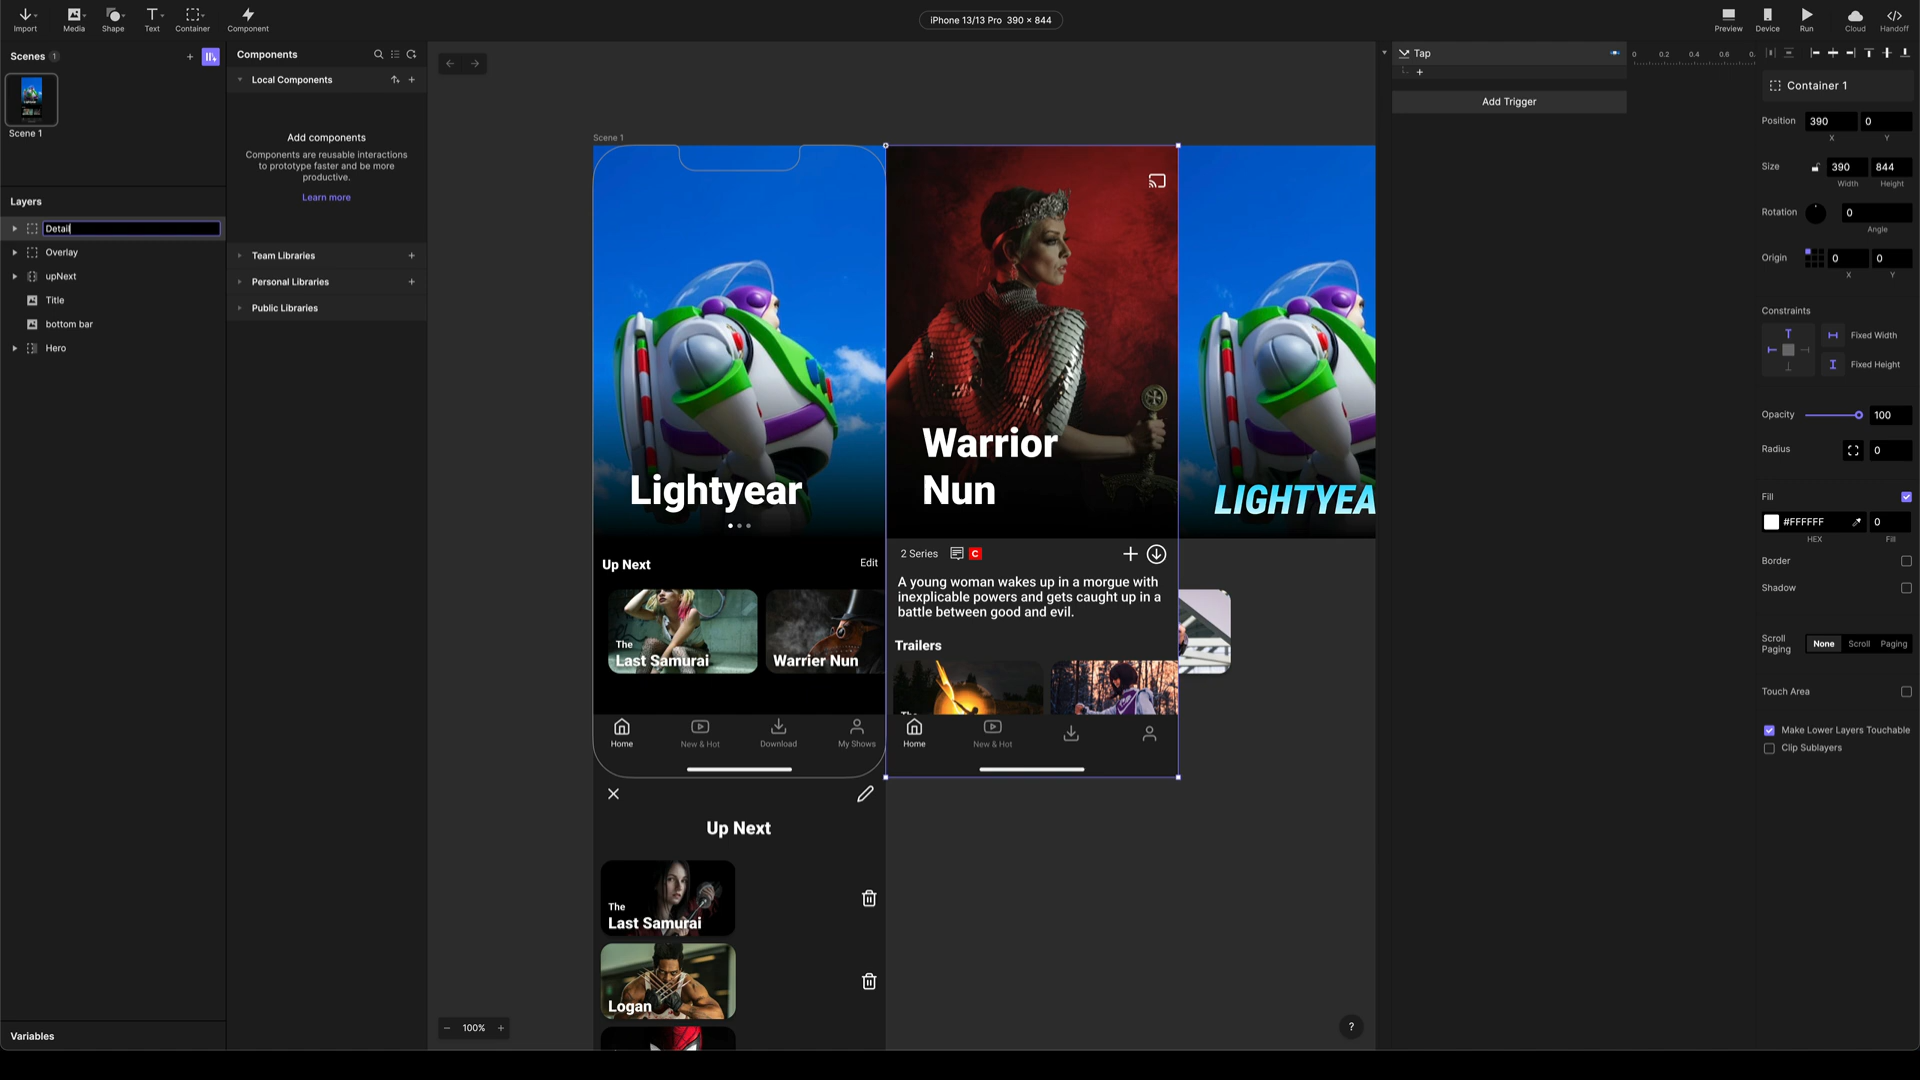 Import
Media
Shape
Text
Container
Component
iPhone 13/13 Pro 390 × 844
Preview
Device
Run
Cloud
Handoff
Scenes 1
Scene 1
Layers
Detail
Overlay
upNext
Title
bottom bar
Hero
Variables
Components
Local Components
Add components
Components are reusable interactions
to prototype faster and be more
productive.
Learn more
Team Libraries
Personal Libraries
Public Libraries
100%
Scene 1
Lightyear
Up Next
Edit
The
Last Samurai
Warrier Nun
Home
New & Hot
Download
My Shows
Up Next
The
Last Samurai
Logan
Warrior
Nun
2 Series
C
A young woman wakes up in a morgue with
inexplicable powers and gets caught up in a
battle between good and evil.
Trailers
Home
New & Hot
LIGHTYEA
?
Tap
Add Trigger
0 0.2 0.4 0.6 0.
Container 1
Position 390 0
X Y
Size 390 844
Width Height
Rotation 0
Angle
Origin 0 0
X Y
Constraints
Fixed Width
Fixed Height
Opacity 100
Radius 0
Fill
#FFFFFF 0
HEX Fill
Border
Shadow
Scroll
Paging
None Scroll Paging
Touch Area
Make Lower Layers Touchable
Clip Sublayers